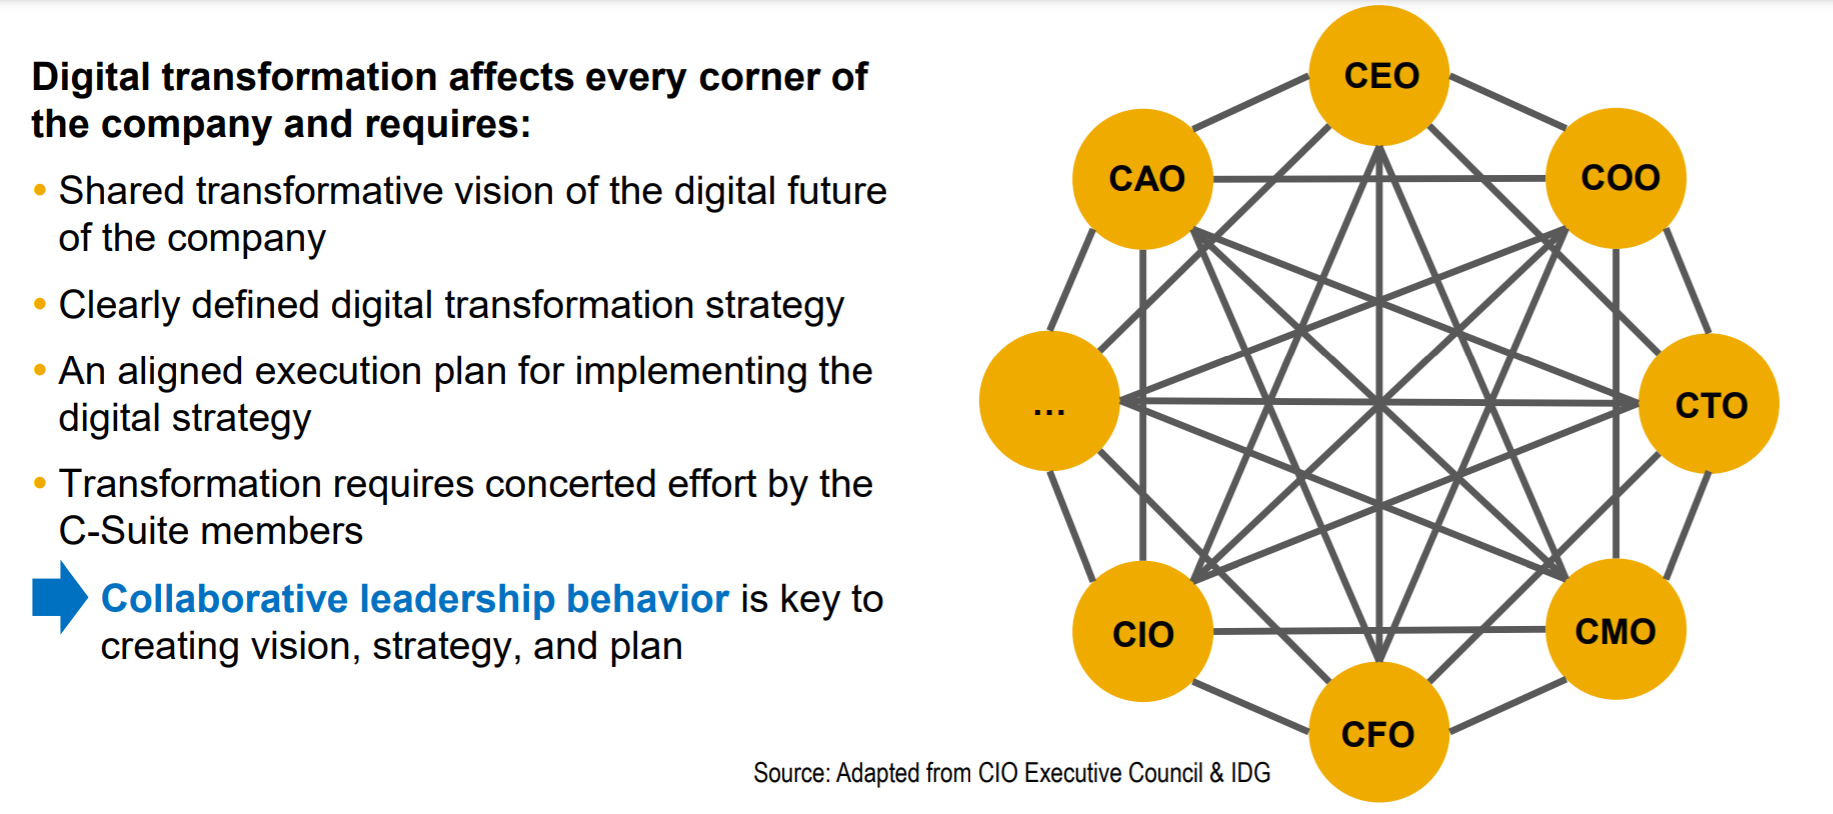 Digital transformation affects every corner of
the company and requires:
• Shared transformative vision of the digital future
of the company
• Clearly defined digital transformation strategy
• An aligned execution plan for implementing the
digital strategy
• Transformation requires concerted effort by the
C-Suite members
Collaborative leadership behavior is key to
creating vision, strategy, and plan
CEO
CAO
COO
...
CTO
CIO
CMO
CFO
Source: Adapted from CIO Executive Council & IDG